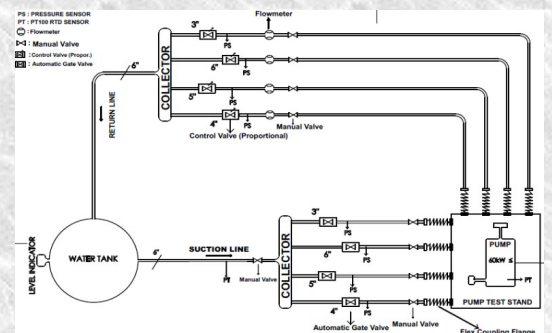 PS : PRESSURE SENSOR
PT : PT100 RTD SENSOR
: Flowmeter
: Manual Valve
: Control Valve (Propor.)
: Automatic Gate Valve
Flowmeter
3"
PS
6"
PS
5"
PS
4"
PS
COLLECTOR
6"
RETURN LINE
Manual Valve
Control Valve (Proportional)
LEVEL INDICATOR
WATER TANK
6"
SUCTION LINE
PT
Manual Valve
COLLECTOR
3"
PS
6"
PS
5"
PS
4"
PS
Automatic Gate Valve
Manual Valve
PUMP
60kW ≤
PT
PUMP TEST STAND
Flex Coupling Flange